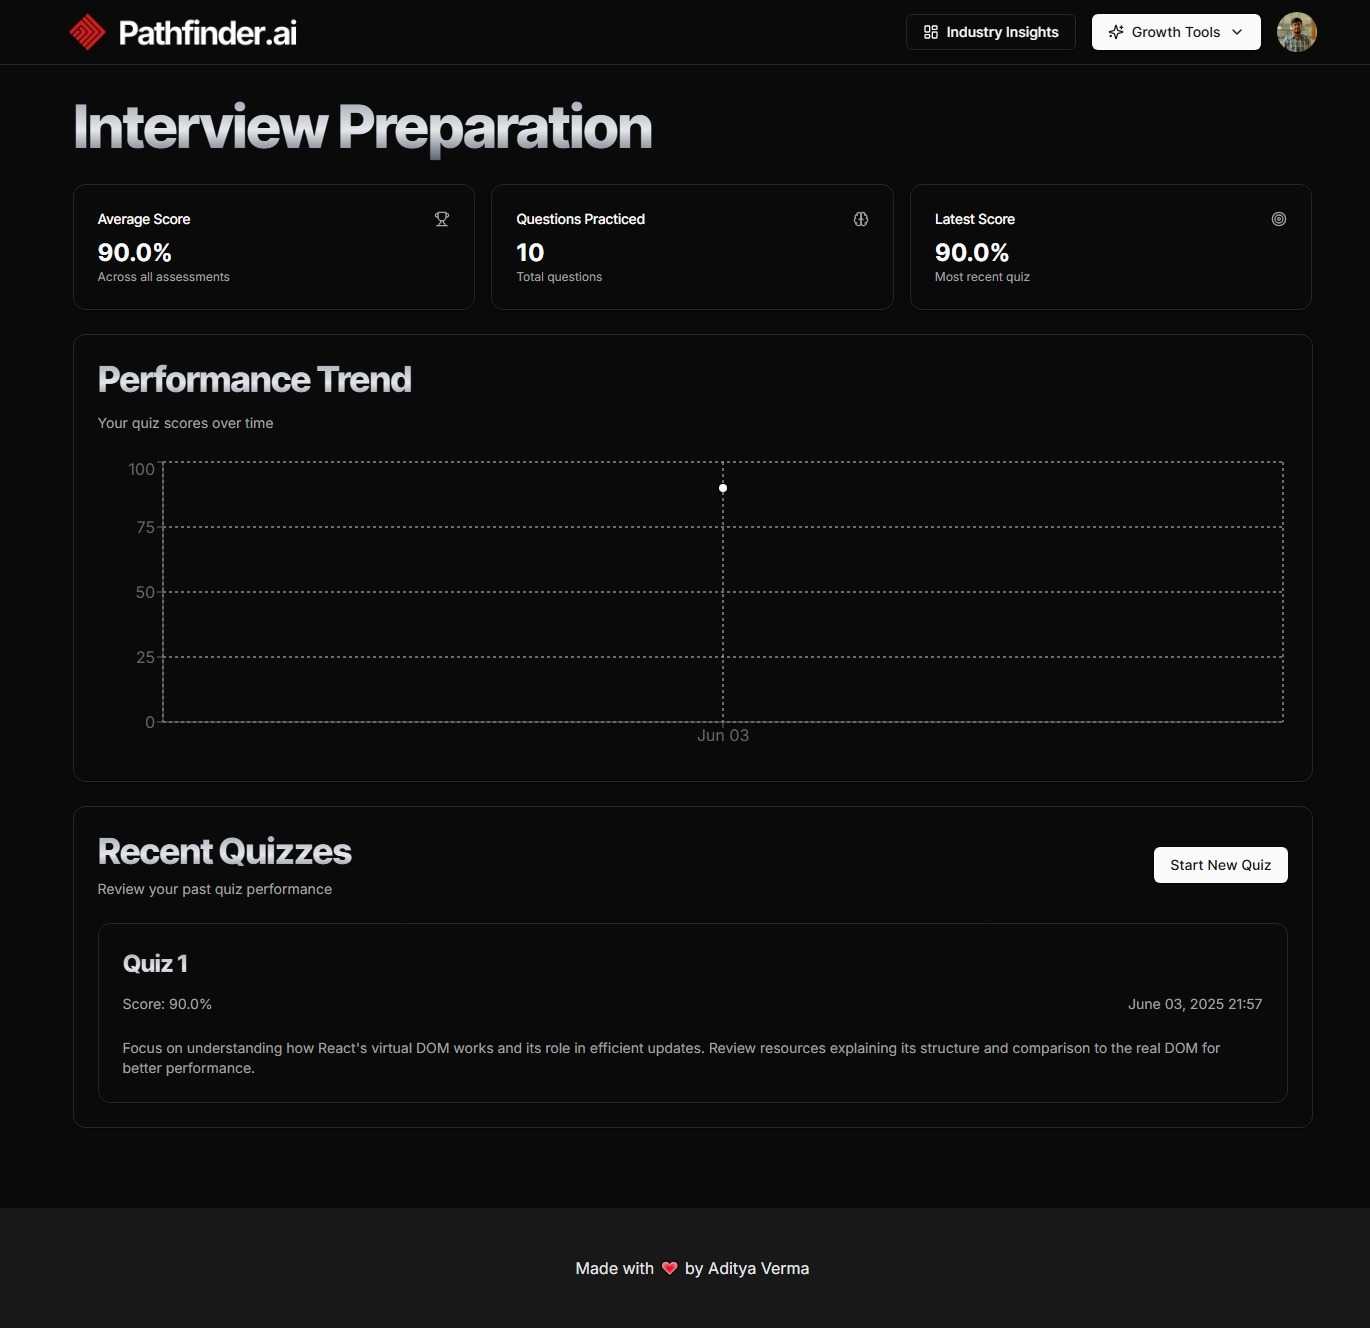 Pathfinder.ai
Industry Insights
Growth Tools
Interview Preparation
Average Score
90.0%
Across all assessments
Questions Practiced
10
Total questions
Latest Score
90.0%
Most recent quiz
Performance Trend
Your quiz scores over time
100
75
50
25
0
Jun 03
Recent Quizzes
Review your past quiz performance
Start New Quiz
Quiz 1
Score: 90.0%
June 03, 2025 21:57
Focus on understanding how React's virtual DOM works and its role in efficient updates. Review resources explaining its structure and comparison to the real DOM for
better performance.
Made with ❤️ by Aditya Verma